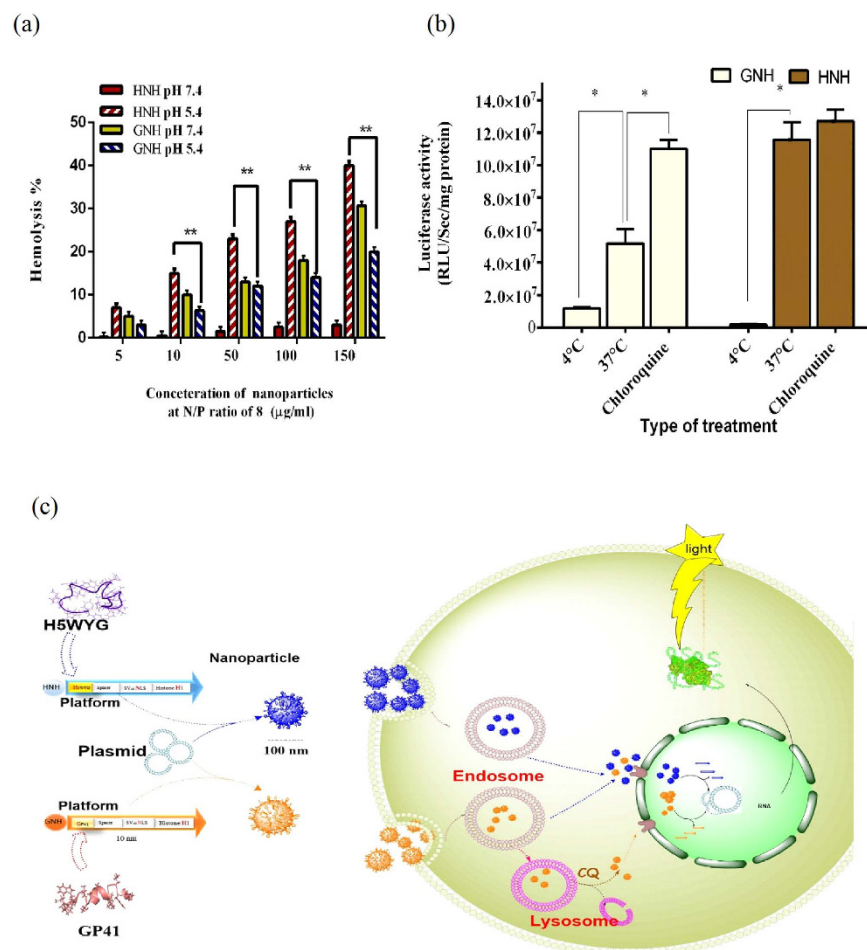 (a)
HNH pH 7.4
HNH pH 5.4
GNH pH 7.4
GNH pH 5.4
Hemolysis %
50
40
30
20
10
0
**
**
**
**
5 10 50 100 150
Conceteration of nanoparticles
at N/P ratio of 8 (µg/ml)
(b)
GNH HNH
Luciferase activity
(RLU/Sec/mg protein)
14.0×10⁷
12.0×10⁷
10.0×10⁷
8.0×10⁷
6.0×10⁷
4.0×10⁷
2.0×10⁷
0
* * *
4°C 37°C Chloroquine 4°C 37°C Chloroquine
Type of treatment
(c)
H5WYG
HNH Spacer Histone H1
Platform
Nanoparticle
Plasmid
100 nm
Platform
GNH Spacer Histone H1
10 nm
GP41
light
Endosome
RNA
CQ
Lysosome